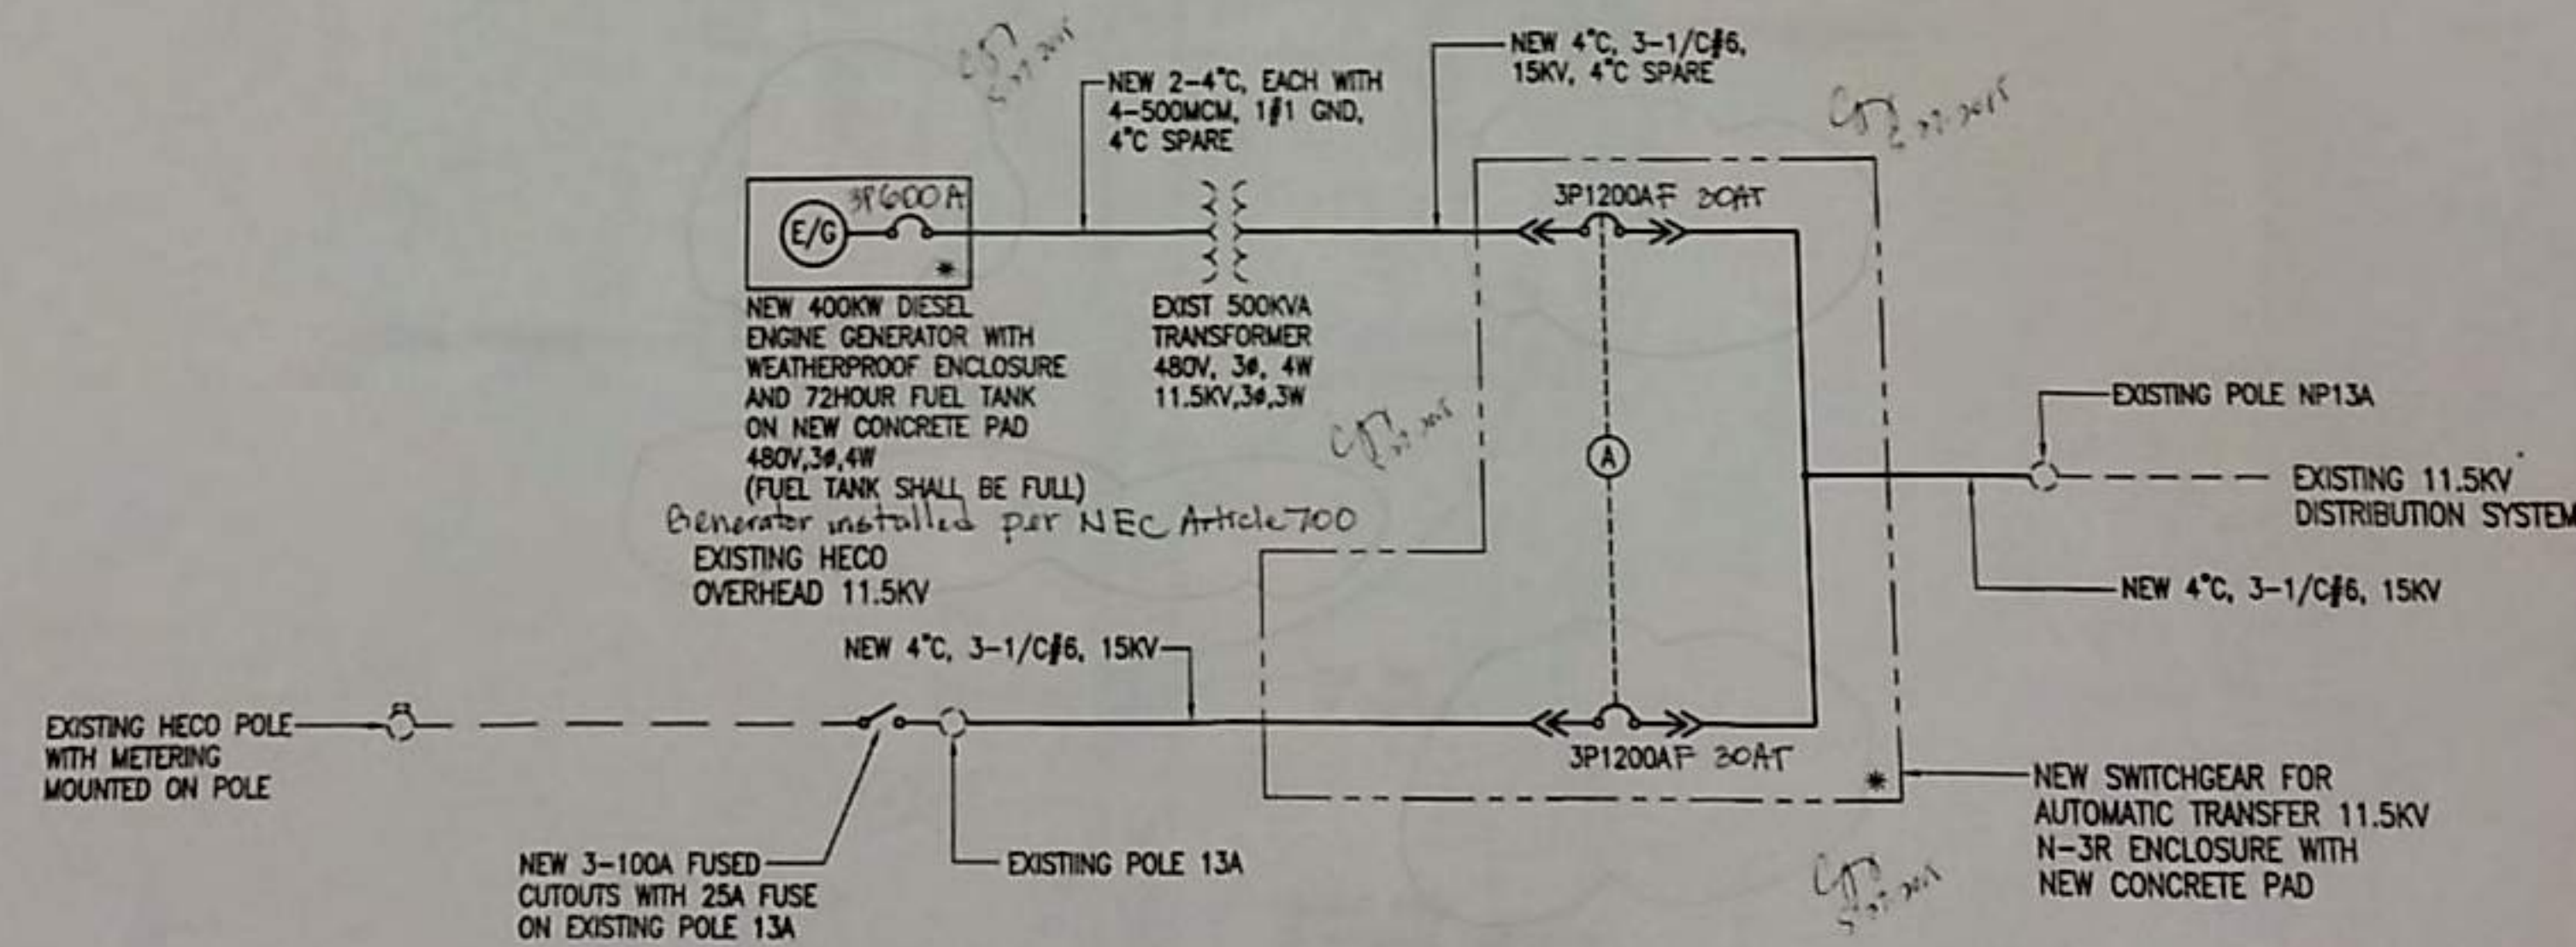 NEW 2-4"C, EACH WITH
4-500MCM, 1#1 GND,
4"C SPARE
NEW 4"C, 3-1/C#6,
15KV, 4"C SPARE
3P600A
E/G
*
NEW 400KW DIESEL
ENGINE GENERATOR WITH
WEATHERPROOF ENCLOSURE
AND 72HOUR FUEL TANK
ON NEW CONCRETE PAD
480V,3ø,4W
(FUEL TANK SHALL BE FULL)
Generator installed per NEC Article 700
EXIST 500KVA
TRANSFORMER
480V, 3ø, 4W
11.5KV,3ø,3W
3P1200AF 30AT
A
EXISTING POLE NP13A
EXISTING 11.5KV
DISTRIBUTION SYSTEM
NEW 4"C, 3-1/C#6, 15KV
EXISTING HECO
OVERHEAD 11.5KV
NEW 4"C, 3-1/C#6, 15KV
EXISTING HECO POLE
WITH METERING
MOUNTED ON POLE
3P1200AF 30AT
*
NEW 3-100A FUSED
CUTOUTS WITH 25A FUSE
ON EXISTING POLE 13A
EXISTIING POLE 13A
NEW SWITCHGEAR FOR
AUTOMATIC TRANSFER 11.5KV
N-3R ENCLOSURE WITH
NEW CONCRETE PAD